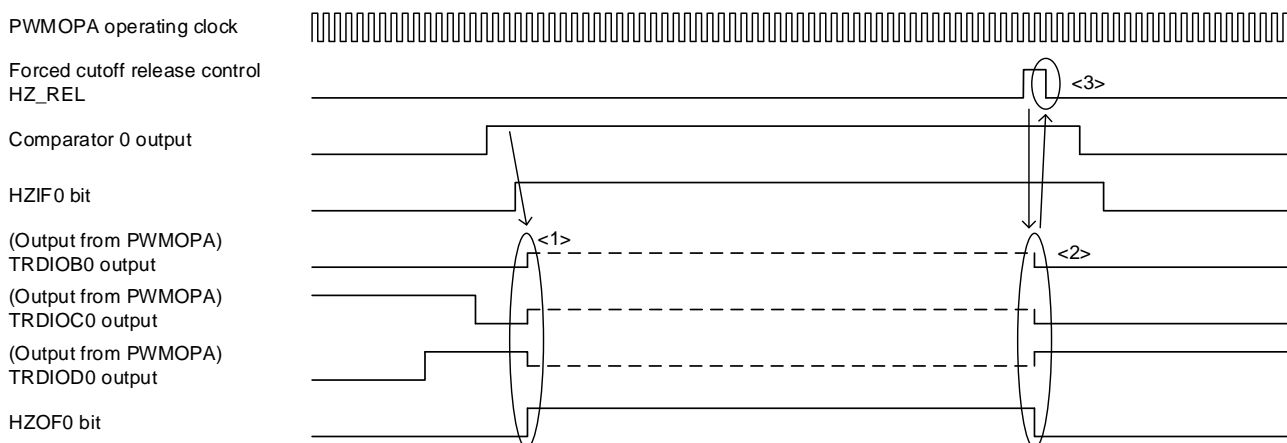 PWMOPA operating clock
Forced cutoff release control
HZ_REL
<3>
Comparator 0 output
HZIF0 bit
(Output from PWMOPA)
TRDIOB0 output
<1>
<2>
(Output from PWMOPA)
TRDIOC0 output
(Output from PWMOPA)
TRDIOD0 output
HZOF0 bit